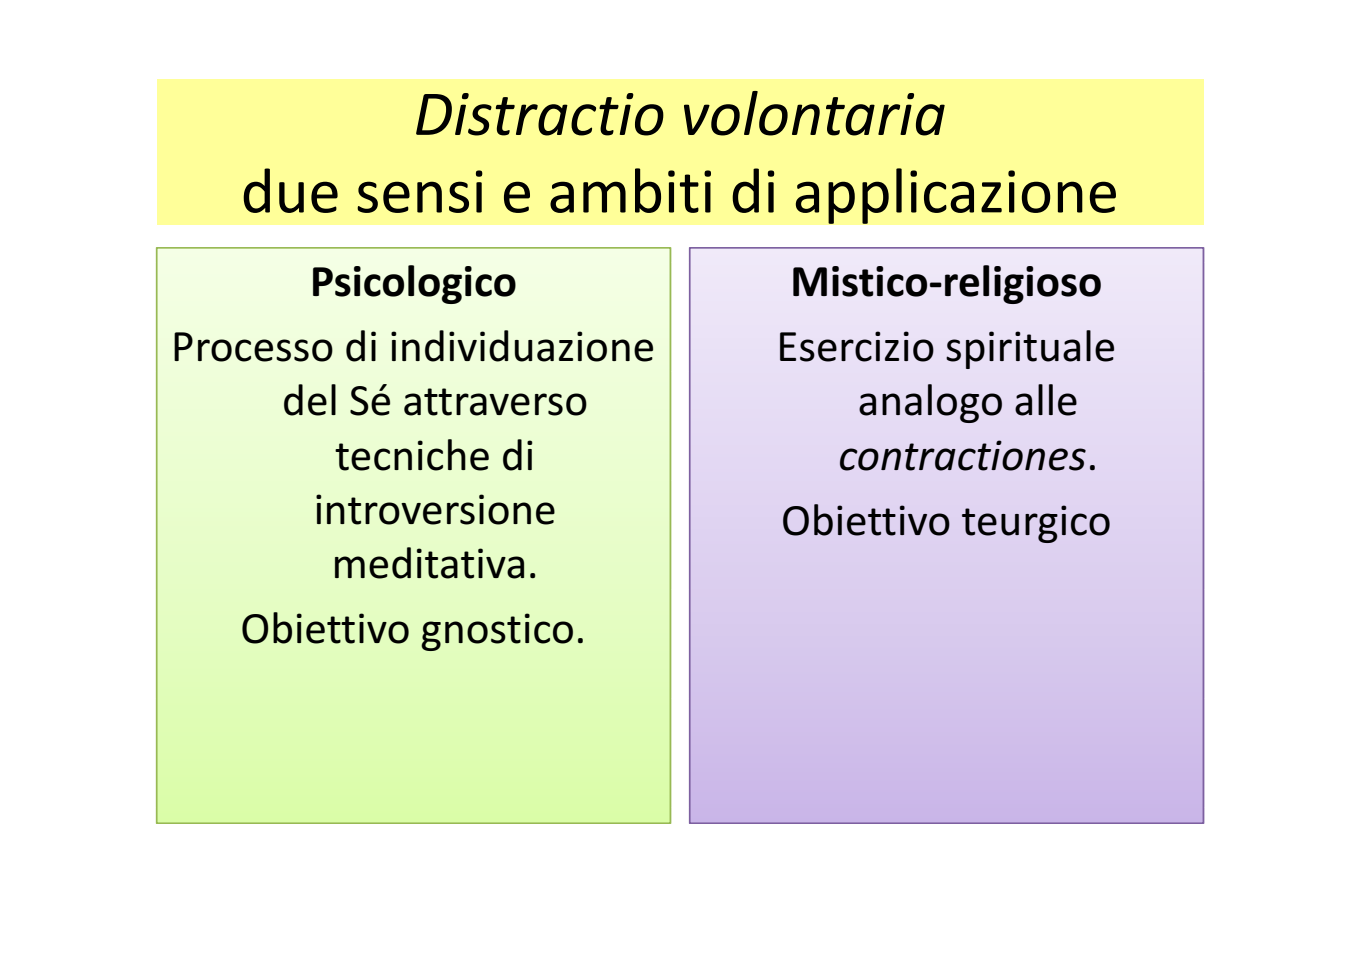 Distractio volontaria
due sensi e ambiti di applicazione
Psicologico
Processo di individuazione
del Sé attraverso
tecniche di
introversione
meditativa.
Obiettivo gnostico.
Mistico-religioso
Esercizio spirituale
analogo alle
contractiones.
Obiettivo teurgico